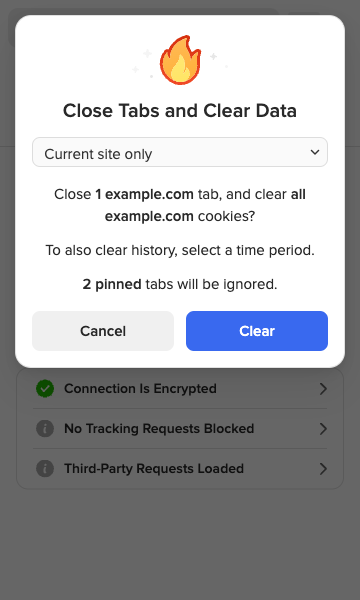 Close Tabs and Clear Data
Current site only
Close 1 example.com tab, and clear all
example.com cookies?
To also clear history, select a time period.
2 pinned tabs will be ignored.
Cancel
Clear
Connection Is Encrypted
No Tracking Requests Blocked
Third-Party Requests Loaded